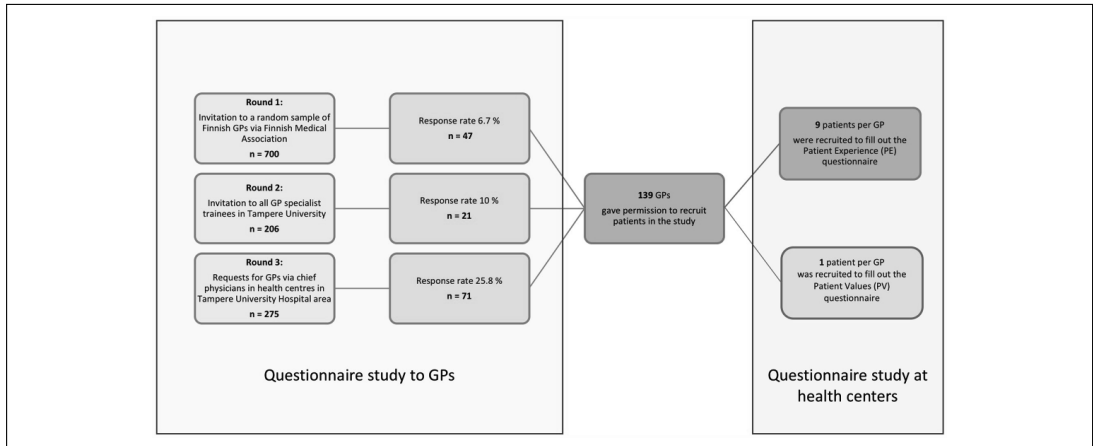 Round 1:
Invitation to a random sample of
Finnish GPs via Finnish Medical
Association
n = 700
Response rate 6.7 %
n = 47
Round 2:
Invitation to all GP specialist
trainees in Tampere University
n = 206
Response rate 10 %
n = 21
Round 3:
Requests for GPs via chief
physicians in health centres in
Tampere University Hospital area
n = 275
Response rate 25.8 %
n = 71
Questionnaire study to GPs
139 GPs
gave permission to recruit
patients in the study
9 patients per GP
were recruited to fill out the
Patient Experience (PE)
questionnaire
1 patient per GP
was recruited to fill out the
Patient Values (PV)
questionnaire
Questionnaire study at
health centers